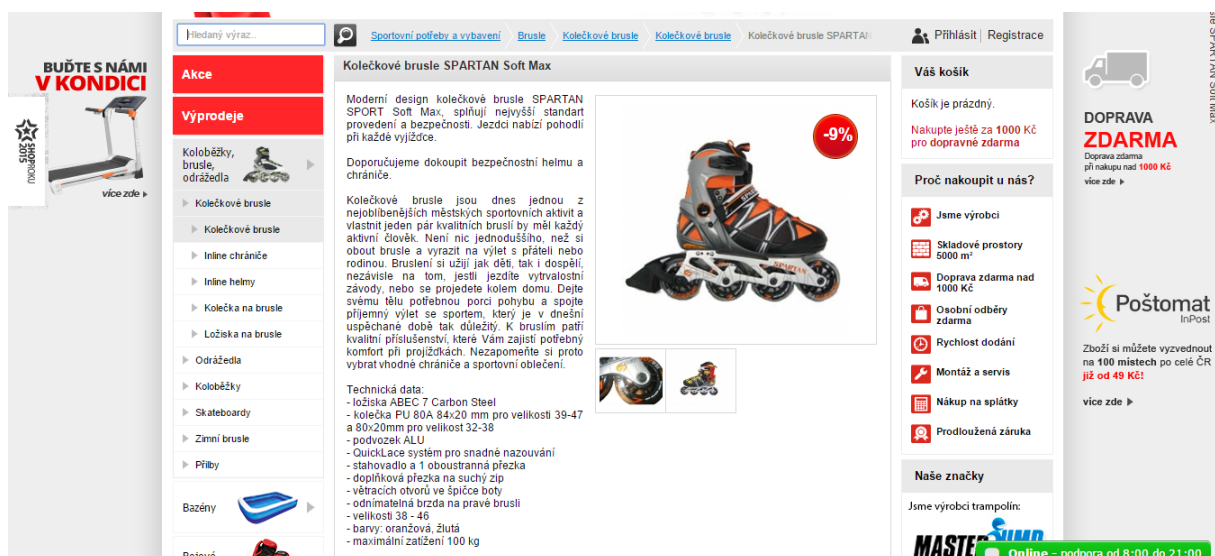 Hledaný výraz..
Sportovní potřeby a vybavení
Brusle
Kolečkové brusle
Kolečkové brusle
Kolečkové brusle SPARTAN
Přihlásit | Registrace
BUĎTE S NÁMI
V KONDICI
SHOPROKU
2015
více zde
Akce
Výprodeje
Koloběžky,
brusle,
odrážedla
Kolečkové brusle
Kolečkové brusle
Inline chrániče
Inline helmy
Kolečka na brusle
Ložiska na brusle
Odrážedla
Koloběžky
Skateboardy
Zimní brusle
Přilby
Bazény
Kolečkové brusle SPARTAN Soft Max
Moderní design kolečkové brusle SPARTAN
SPORT Soft Max, splňují nejvyšší standart
provedení a bezpečnosti. Jezdci nabízí pohodlí
při každé vyjížďce.
Doporučujeme dokoupit bezpečnostní helmu a
chrániče.
Kolečkové brusle jsou dnes jednou z
nejoblíbenějších městských sportovních aktivit a
vlastnit jeden pár kvalitních bruslí by měl každý
aktivní člověk. Není nic jednoduššího, než si
obout brusle a vyrazit na výlet s přáteli nebo
rodinou. Bruslení si užijí jak děti, tak i dospělí,
nezávisle na tom, jestli jezdíte vytrvalostní
závody, nebo se projedete kolem domu. Dejte
svému tělu potřebnou porci pohybu a spojte
příjemný výlet se sportem, který je v dnešní
uspěchané době tak důležitý. K bruslím patří
kvalitní příslušenství, které Vám zajistí potřebný
komfort při projížďkách. Nezapomeňte si proto
vybrat vhodné chrániče a sportovní oblečení.
Technická data:
- ložiska ABEC 7 Carbon Steel
- kolečka PU 80A 84x20 mm pro velikosti 39-47
a 80x20mm pro velikost 32-38
- podvozek ALU
- QuickLace systém pro snadné nazouvání
- stahovadlo a 1 oboustranná přezka
- doplňková přezka na suchý zip
- větracích otvorů ve špičce boty
- odnímatelná brzda na pravé brusli
- velikosti 38 - 46
- barvy: oranžová, žlutá
- maximální zatížení 100 kg
-9%
SPARTAN
Váš košík
Košík je prázdný.
Nakupte ještě za 1000 Kč
pro dopravné zdarma
Proč nakoupit u nás?
Jsme výrobci
Skladové prostory
5000 m²
Doprava zdarma nad
1000 Kč
Osobní odběry
zdarma
Rychlost dodání
Montáž a servis
Nákup na splátky
Prodloužená záruka
Naše značky
Jsme výrobci trampolín:
MASTERJUMP
DOPRAVA
ZDARMA
Doprava zdarma
při nakupu nad 1000 Kč
více zde
Poštomat
InPost
Zboží si můžete vyzvednout
na 100 mistech po celé ČR
již od 49 Kč!
více zde
Online - podpora od 8:00 do 21:00